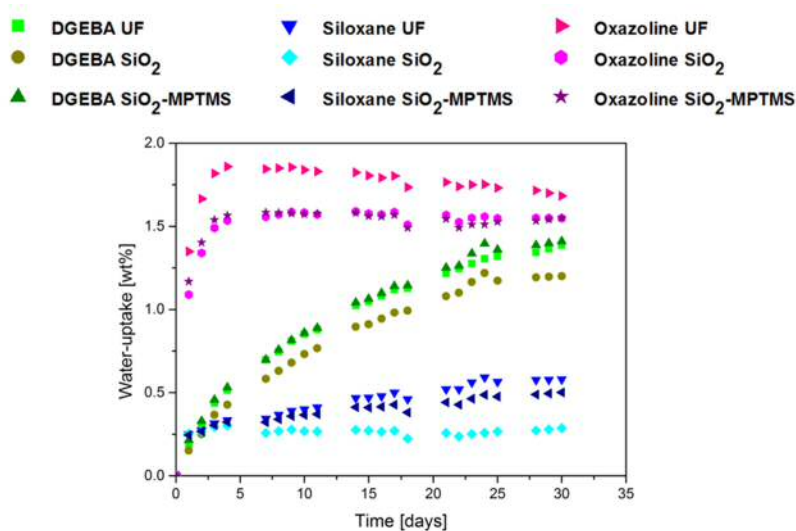 DGEBA UF Siloxane UF Oxazoline UF
DGEBA SiO₂ Siloxane SiO₂ Oxazoline SiO₂
DGEBA SiO₂-MPTMS Siloxane SiO₂-MPTMS Oxazoline SiO₂-MPTMS
2.0
1.5
1.0
0.5
0.0
Water-uptake [wt%]
0 5 10 15 20 25 30 35
Time [days]